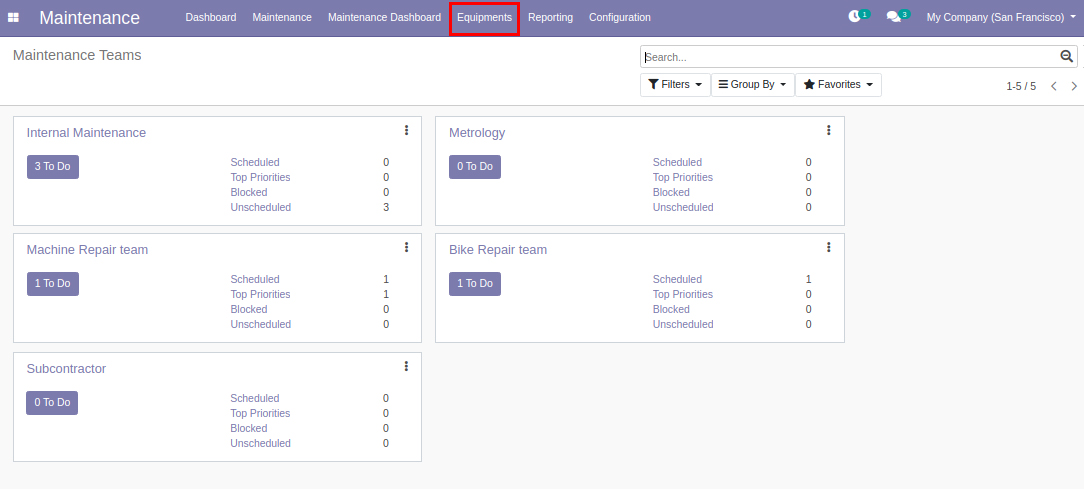 Maintenance Dashboard Maintenance Maintenance Dashboard Equipments Reporting Configuration 1 3 My Company (San Francisco)
Maintenance Teams
Search...
Filters Group By Favorites 1-5 / 5
Internal Maintenance
3 To Do
Scheduled 0
Top Priorities 0
Blocked 0
Unscheduled 3
Metrology
0 To Do
Scheduled 0
Top Priorities 0
Blocked 0
Unscheduled 0
Machine Repair team
1 To Do
Scheduled 1
Top Priorities 1
Blocked 0
Unscheduled 0
Bike Repair team
1 To Do
Scheduled 1
Top Priorities 0
Blocked 0
Unscheduled 0
Subcontractor
0 To Do
Scheduled 0
Top Priorities 0
Blocked 0
Unscheduled 0